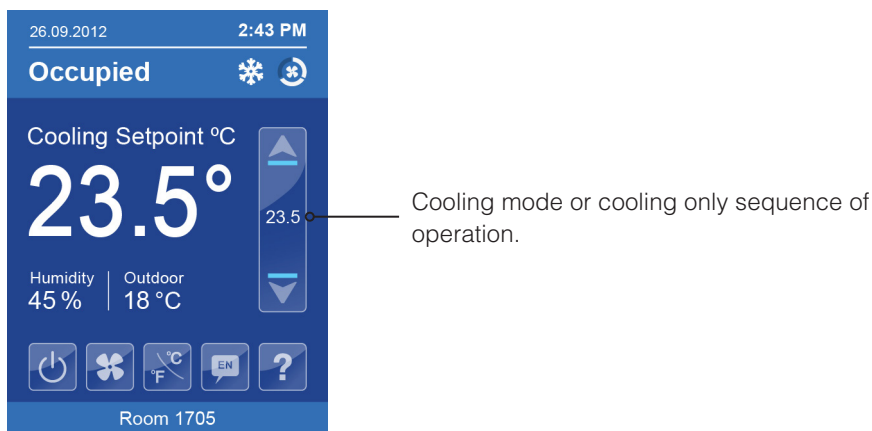 26.09.2012 2:43 PM
Occupied
Cooling Setpoint ºC
23.5°
23.5
Cooling mode or cooling only sequence of
operation.
Humidity Outdoor
45 % 18 °C
°C
°F
EN
?
Room 1705